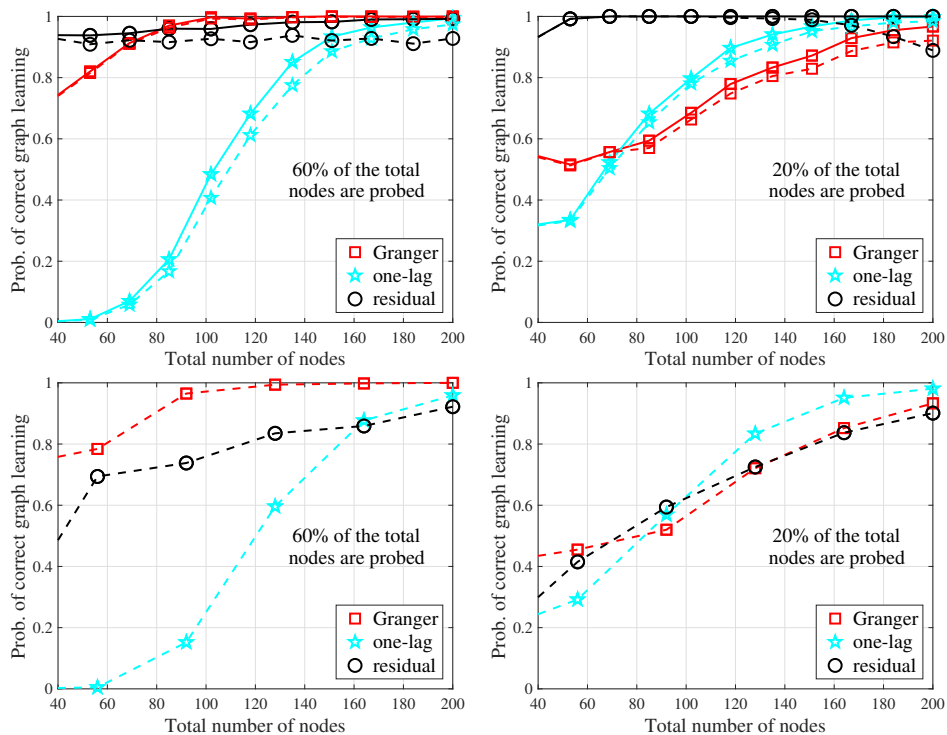 Prob. of correct graph learning
1
0.8
0.6
0.4
0.2
0
60% of the total
nodes are probed
Granger
one-lag
residual
40 60 80 100 120 140 160 180 200
Total number of nodes
Prob. of correct graph learning
1
0.8
0.6
0.4
0.2
0
20% of the total
nodes are probed
Granger
one-lag
residual
40 60 80 100 120 140 160 180 200
Total number of nodes
Prob. of correct graph learning
1
0.8
0.6
0.4
0.2
0
60% of the total
nodes are probed
Granger
one-lag
residual
40 60 80 100 120 140 160 180 200
Total number of nodes
Prob. of correct graph learning
1
0.8
0.6
0.4
0.2
0
20% of the total
nodes are probed
Granger
one-lag
residual
40 60 80 100 120 140 160 180 200
Total number of nodes